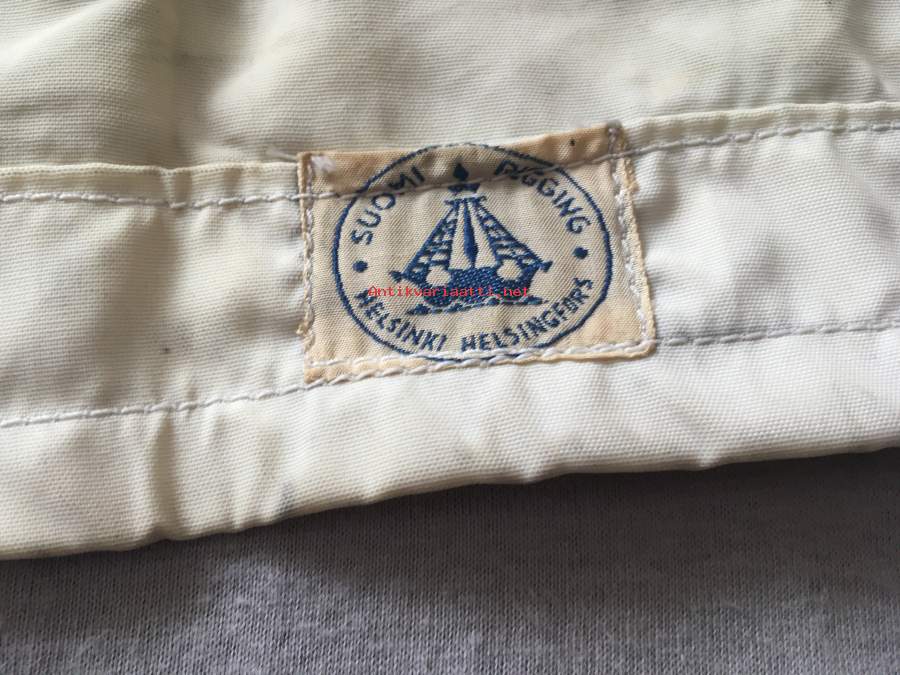 SUOMI RIGGING
Antikvariaatti.net
HELSINKI HELSINGFORS